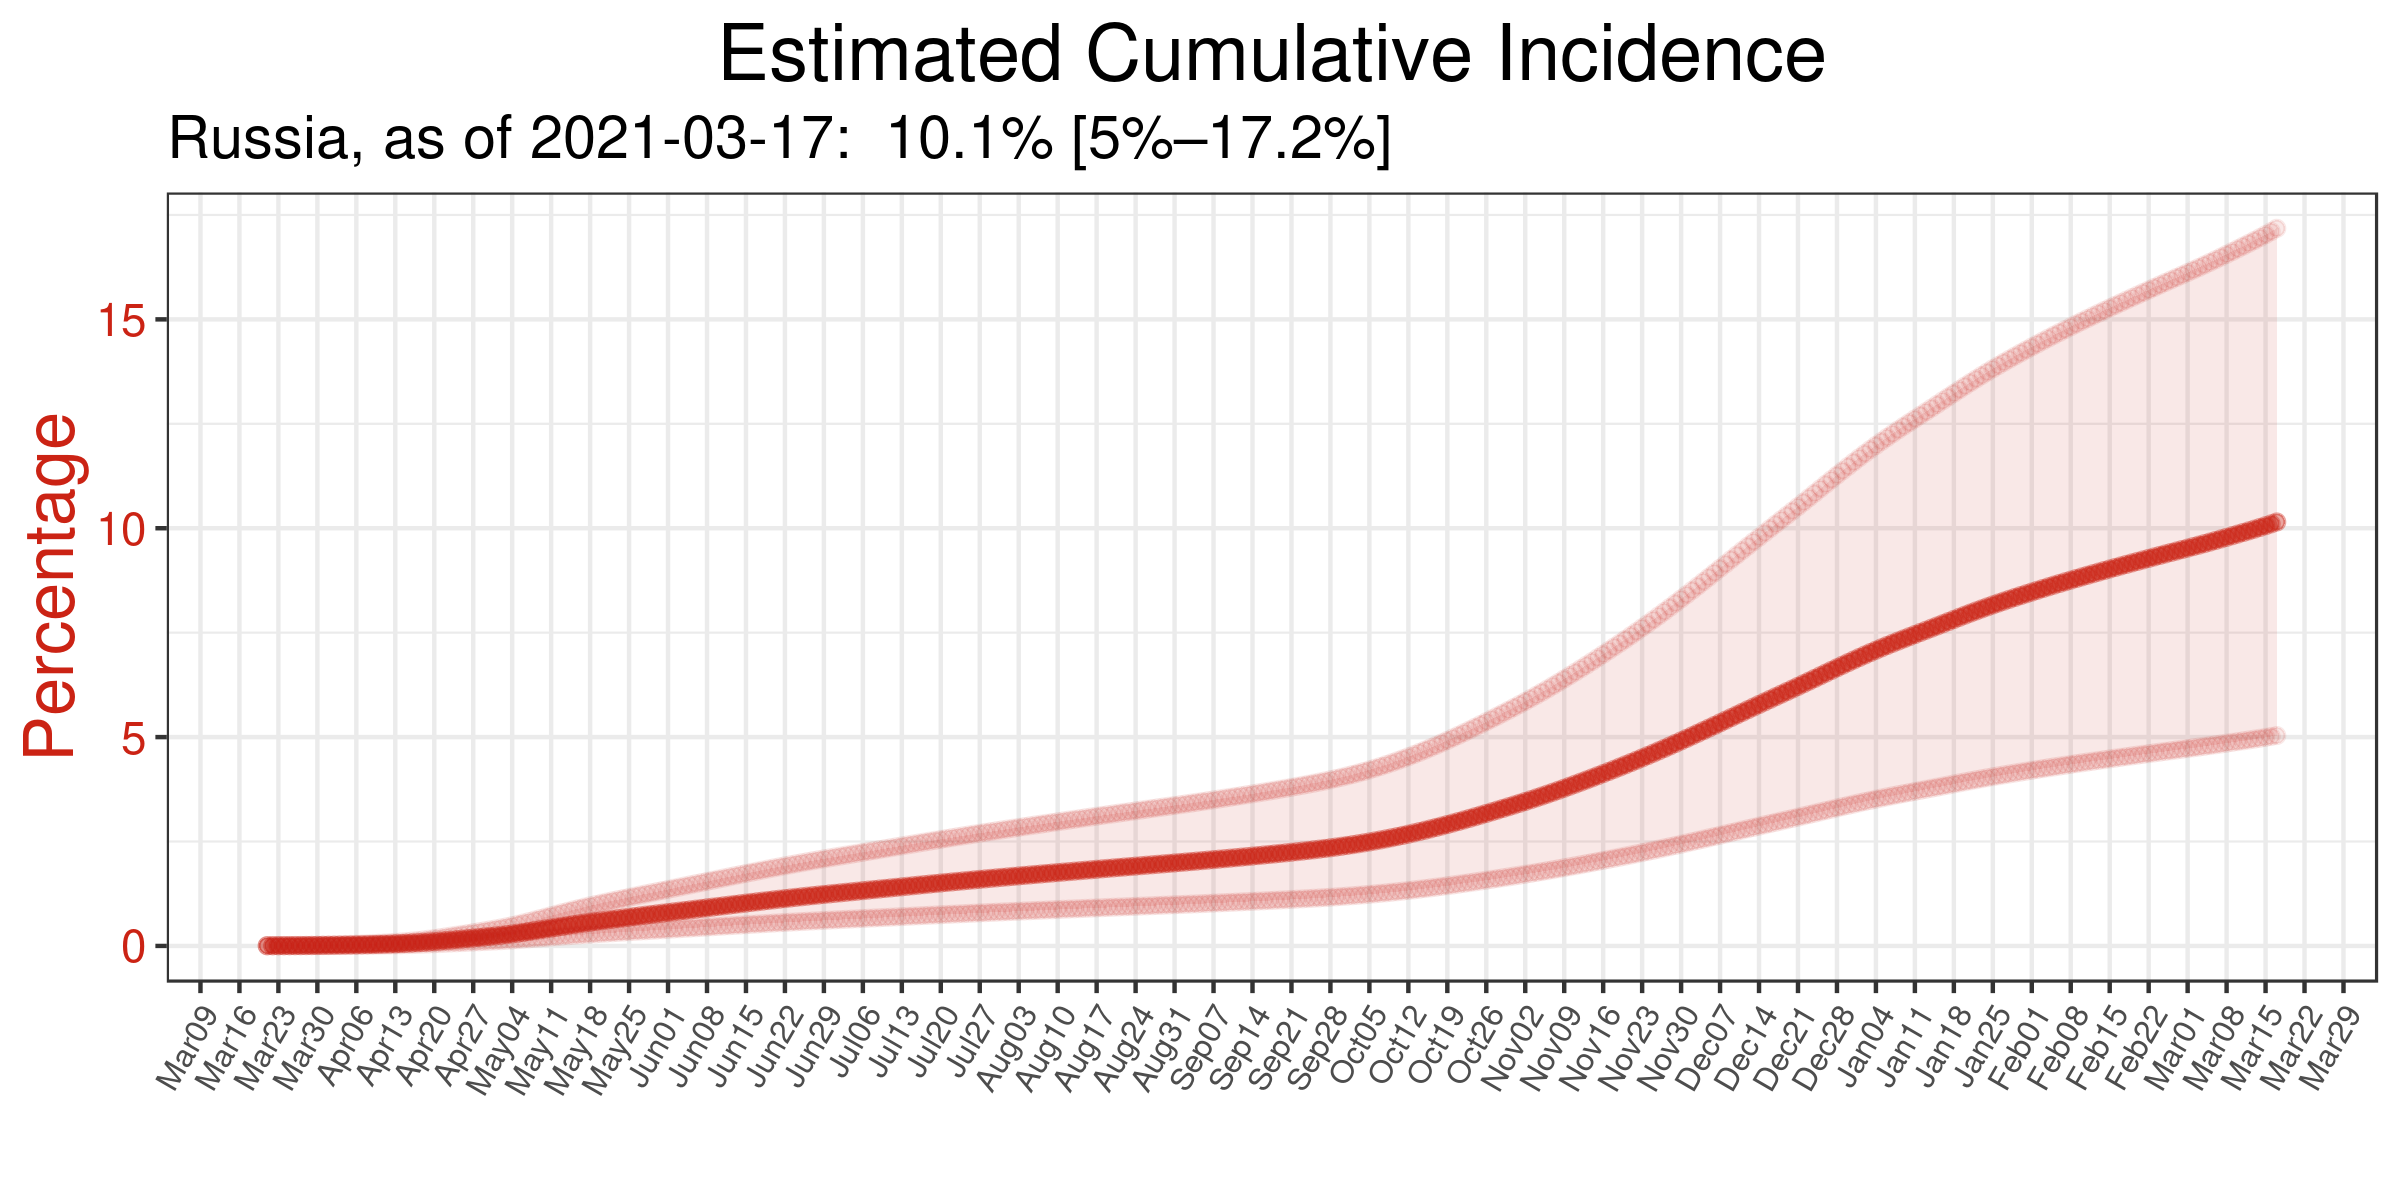 Estimated Cumulative Incidence
Russia, as of 2021-03-17:  10.1% [5%–17.2%]
Percentage
15
10
5
0
Mar09
Mar16
Mar23
Mar30
Apr06
Apr13
Apr20
Apr27
May04
May11
May18
May25
Jun01
Jun08
Jun15
Jun22
Jun29
Jul06
Jul13
Jul20
Jul27
Aug03
Aug10
Aug17
Aug24
Aug31
Sep07
Sep14
Sep21
Sep28
Oct05
Oct12
Oct19
Oct26
Nov02
Nov09
Nov16
Nov23
Nov30
Dec07
Dec14
Dec21
Dec28
Jan04
Jan11
Jan18
Jan25
Feb01
Feb08
Feb15
Feb22
Mar01
Mar08
Mar15
Mar22
Mar29